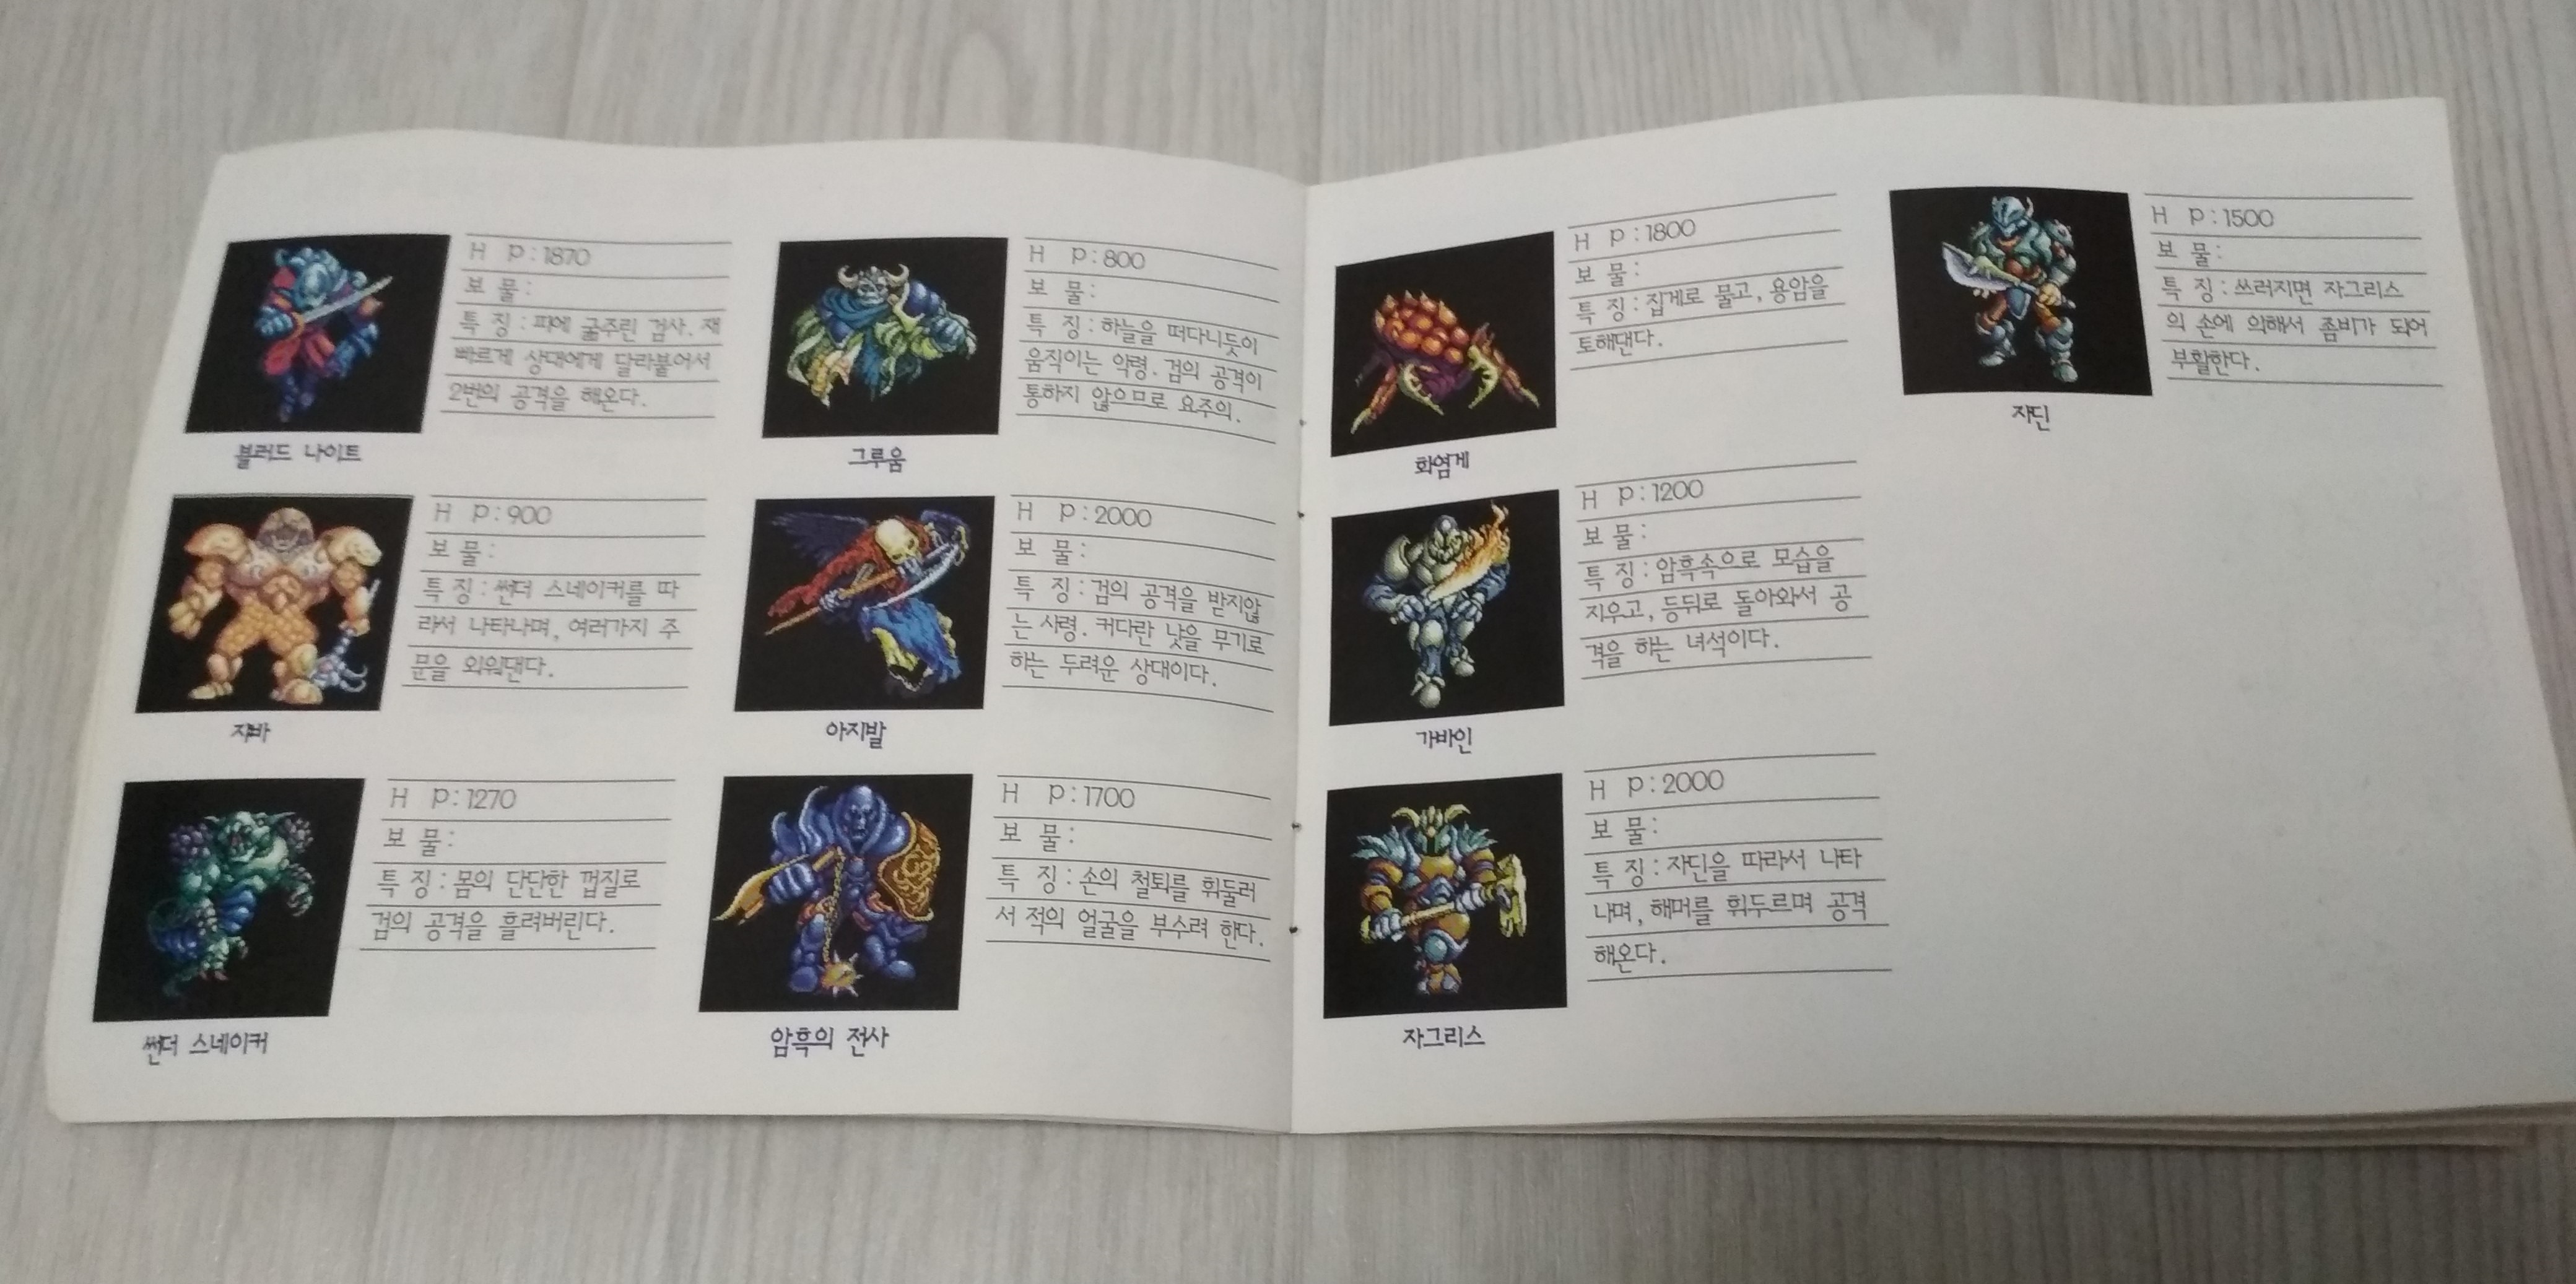 H P:1870
보 물:
특 징:피에 굶주린 검사. 재
빠르게 상대에게 달라붙어서
2번의 공격을 해온다.
블러드 나이트
H P:900
보 물:
특 징:썬더 스네이커를 따
라서 나타나며, 여러가지 주
문을 외워댄다.
지바
H P:1270
보 물:
특 징:몸의 단단한 껍질로
검의 공격을 흘려버린다.
썬더 스네이커
H P:800
보 물:
특 징:하늘을 떠다니듯이
움직이는 악령. 검의 공격이
통하지 않으므로 요주의.
그루움
H P:2000
보 물:
특 징:검의 공격을 받지않
는 사령. 커다란 낫을 무기로
하는 두려운 상대이다.
아지발
H P:1700
보 물:
특 징:손의 철퇴를 휘둘러
서 적의 얼굴을 부수려 한다.
암흑의 전사
H P:1800
보 물:
특 징:집게로 물고, 용암을
토해댄다.
화염게
H P:1200
보 물:
특 징:암흑속으로 모습을
지우고, 등뒤로 돌아와서 공
격을 하는 녀석이다.
가바인
H P:2000
보 물:
특 징:자딘을 따라서 나타
나며, 해머를 휘두르며 공격
해온다.
자그리스
H P:1500
보 물:
특 징:쓰러지면 자그리스
의 손에 의해서 좀비가 되어
부활한다.
자딘